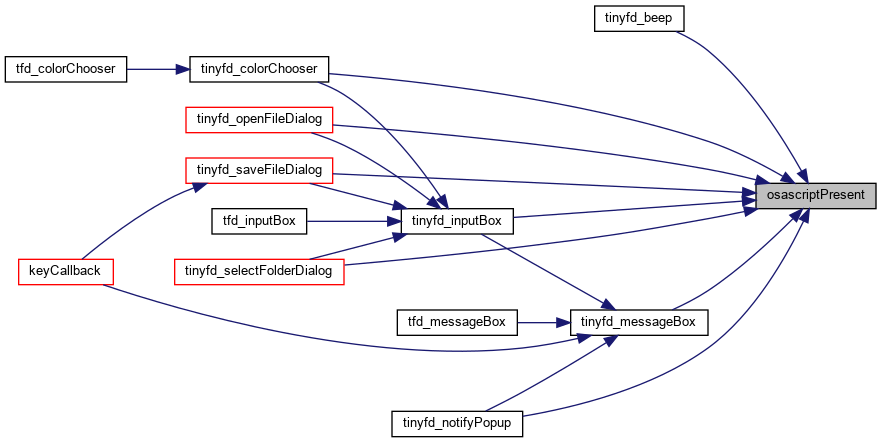 tinyfd_beep
tfd_colorChooser
tinyfd_colorChooser
tinyfd_openFileDialog
tinyfd_saveFileDialog
osascriptPresent
tfd_inputBox
tinyfd_inputBox
keyCallback
tinyfd_selectFolderDialog
tfd_messageBox
tinyfd_messageBox
tinyfd_notifyPopup